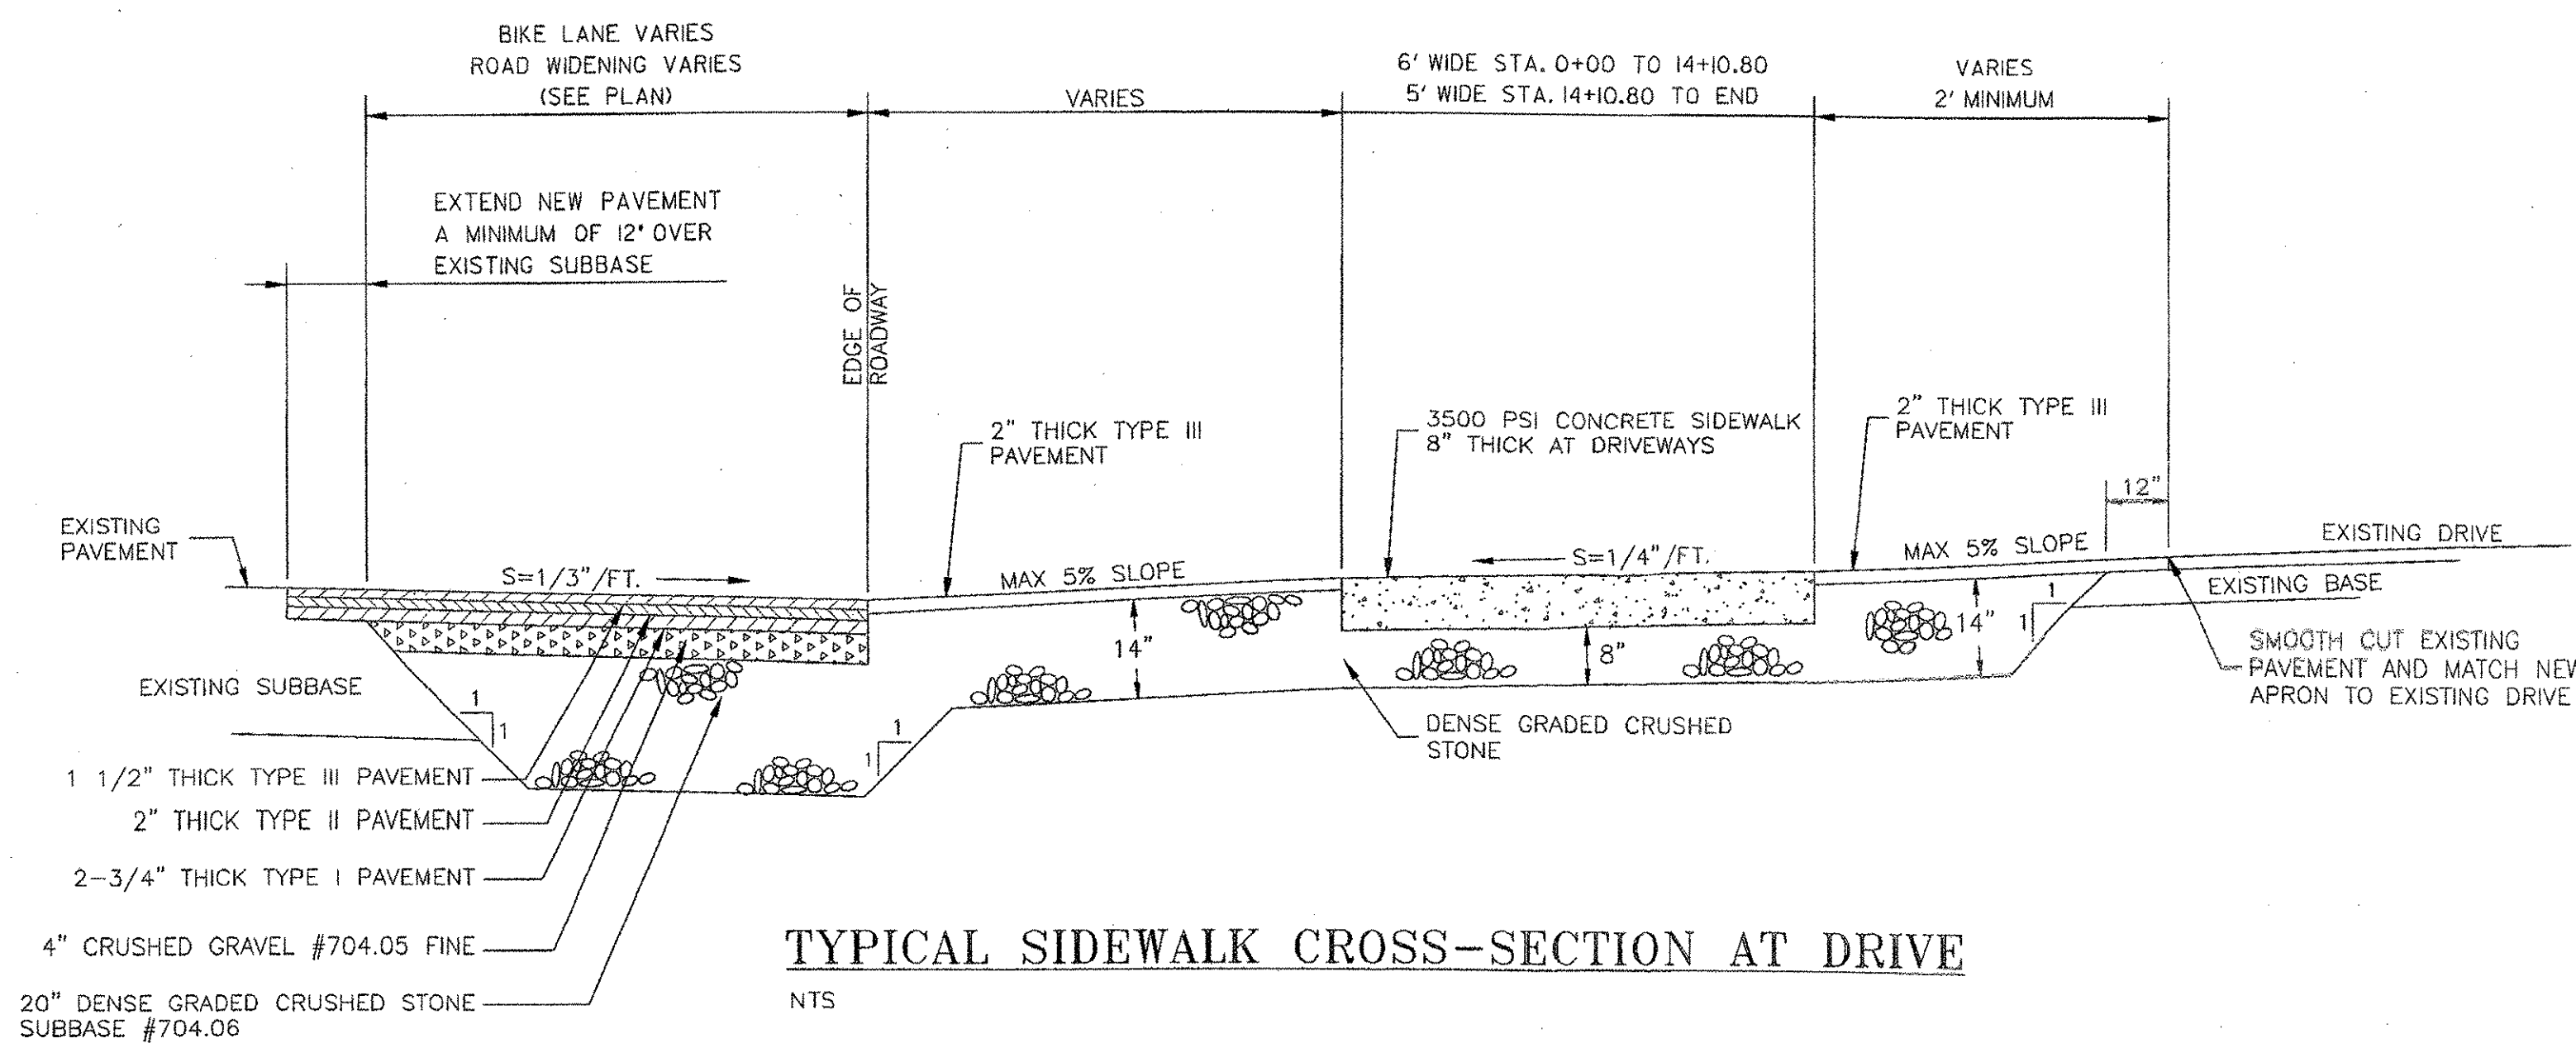 BIKE LANE VARIES
ROAD WIDENING VARIES
(SEE PLAN)
VARIES
6' WIDE STA. 0+00 TO 14+10.80
5' WIDE STA. 14+10.80 TO END
VARIES
2' MINIMUM
EXTEND NEW PAVEMENT
A MINIMUM OF 12" OVER
EXISTING SUBBASE
EDGE OF
ROADWAY
2" THICK TYPE III
PAVEMENT
3500 PSI CONCRETE SIDEWALK
8" THICK AT DRIVEWAYS
2" THICK TYPE III
PAVEMENT
12"
EXISTING
PAVEMENT
S=1/3"/FT.
MAX 5% SLOPE
S=1/4"/FT.
MAX 5% SLOPE
EXISTING DRIVE
EXISTING BASE
1
1
14"
8"
14"
SMOOTH CUT EXISTING
PAVEMENT AND MATCH NEW
APRON TO EXISTING DRIVE
EXISTING SUBBASE
1
1
1
1
DENSE GRADED CRUSHED
STONE
1 1/2" THICK TYPE III PAVEMENT
2" THICK TYPE II PAVEMENT
2-3/4" THICK TYPE I PAVEMENT
4" CRUSHED GRAVEL #704.05 FINE
20" DENSE GRADED CRUSHED STONE
SUBBASE #704.06
TYPICAL SIDEWALK CROSS-SECTION AT DRIVE
NTS